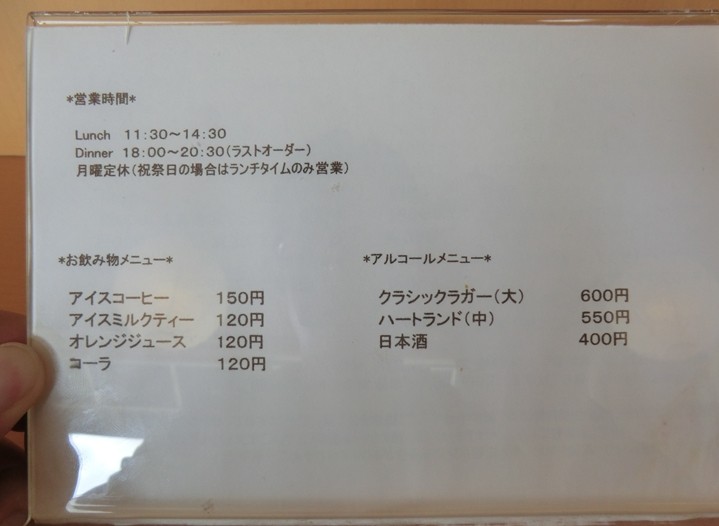 *営業時間*
Lunch 11:30～14:30
Dinner 18:00～20:30(ラストオーダー)
月曜定休(祝祭日の場合はランチタイムのみ営業)
*お飲み物メニュー*
アイスコーヒー 150円
アイスミルクティー 120円
オレンジジュース 120円
コーラ 120円
*アルコールメニュー*
クラシックラガー(大) 600円
ハートランド(中) 550円
日本酒 400円